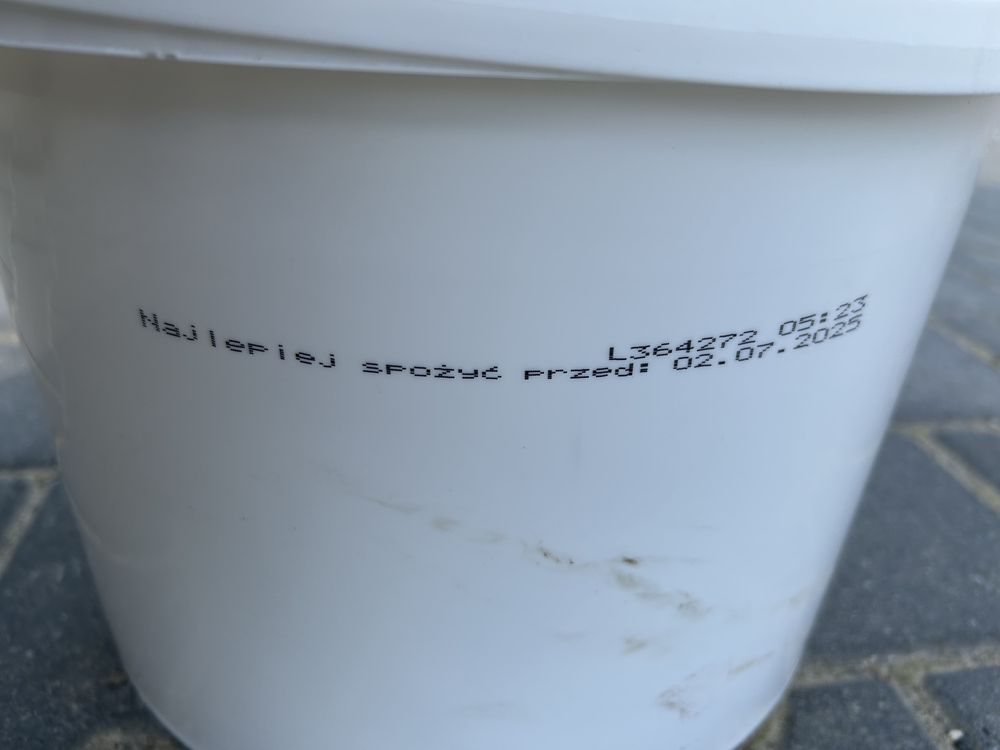 L364272 05:23
Najlepiej spożyć przed: 02.07.2025